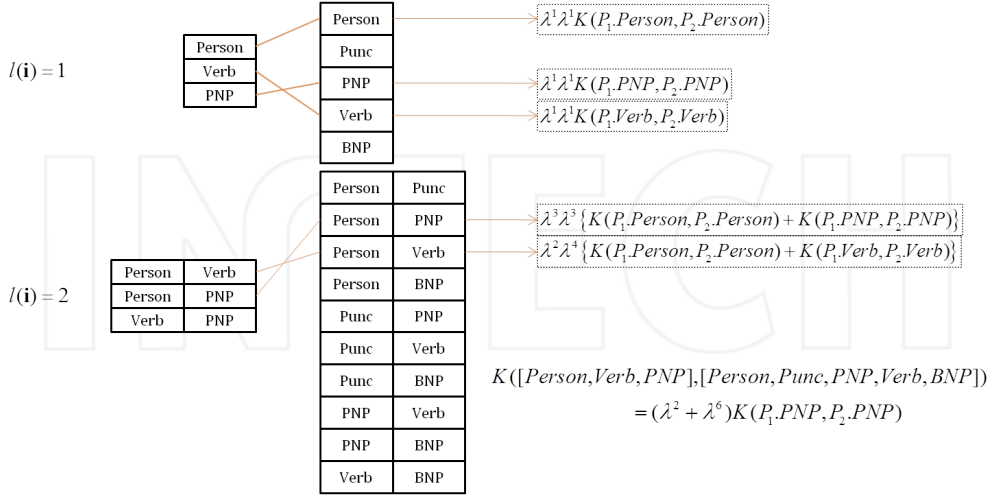 l(i) = 1
Person
Verb
PNP
Person
Punc
PNP
Verb
BNP
λ¹λ¹K(P₁.Person, P₂.Person)
λ¹λ¹K(P₁.PNP, P₂.PNP)
λ¹λ¹K(P₁.Verb, P₂.Verb)
l(i) = 2
Person Verb
Person PNP
Verb PNP
Person Punc
Person PNP
Person Verb
Person BNP
Punc PNP
Punc Verb
Punc BNP
PNP Verb
PNP BNP
Verb BNP
λ³λ³{K(P₁.Person, P₂.Person) + K(P₁.PNP, P₂.PNP)}
λ²λ⁴{K(P₁.Person, P₂.Person) + K(P₁.Verb, P₂.Verb)}
K([Person,Verb,PNP],[Person,Punc,PNP,Verb,BNP])
= (λ² + λ⁶)K(P₁.PNP, P₂.PNP)
INTECH